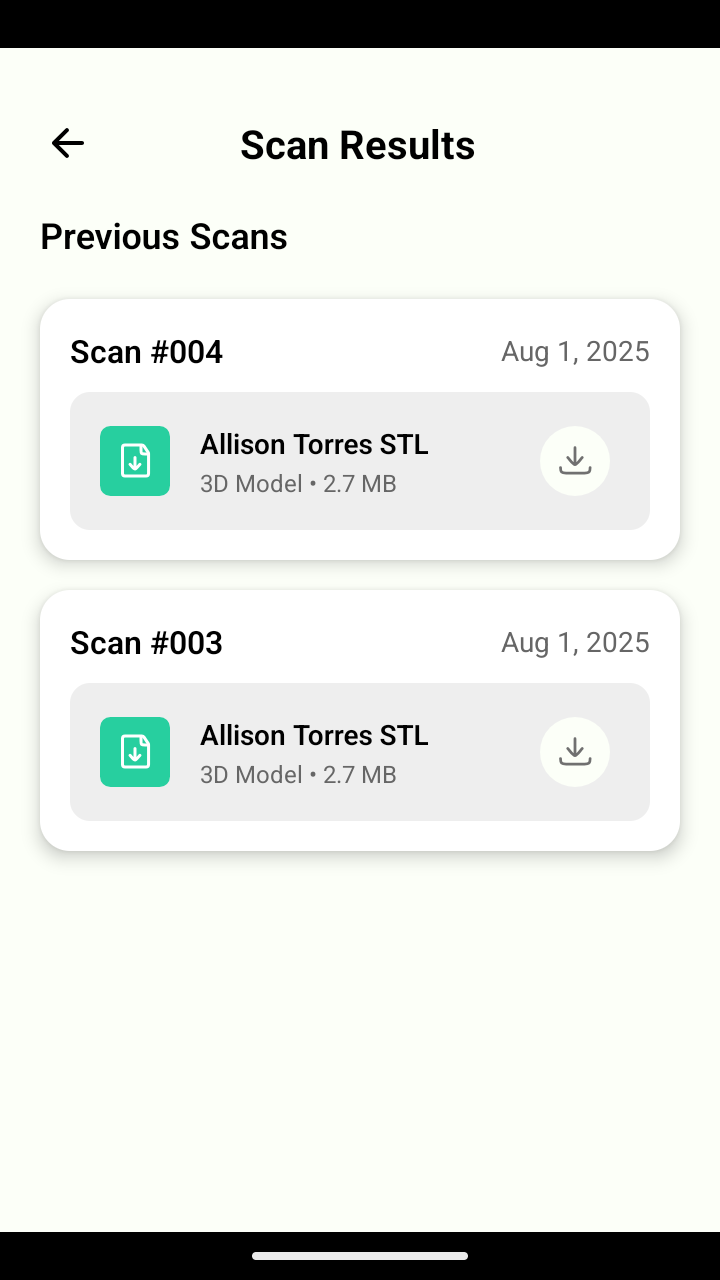 Scan Results
Previous Scans
Scan #004
Aug 1, 2025
Allison Torres STL
3D Model • 2.7 MB
Scan #003
Aug 1, 2025
Allison Torres STL
3D Model • 2.7 MB